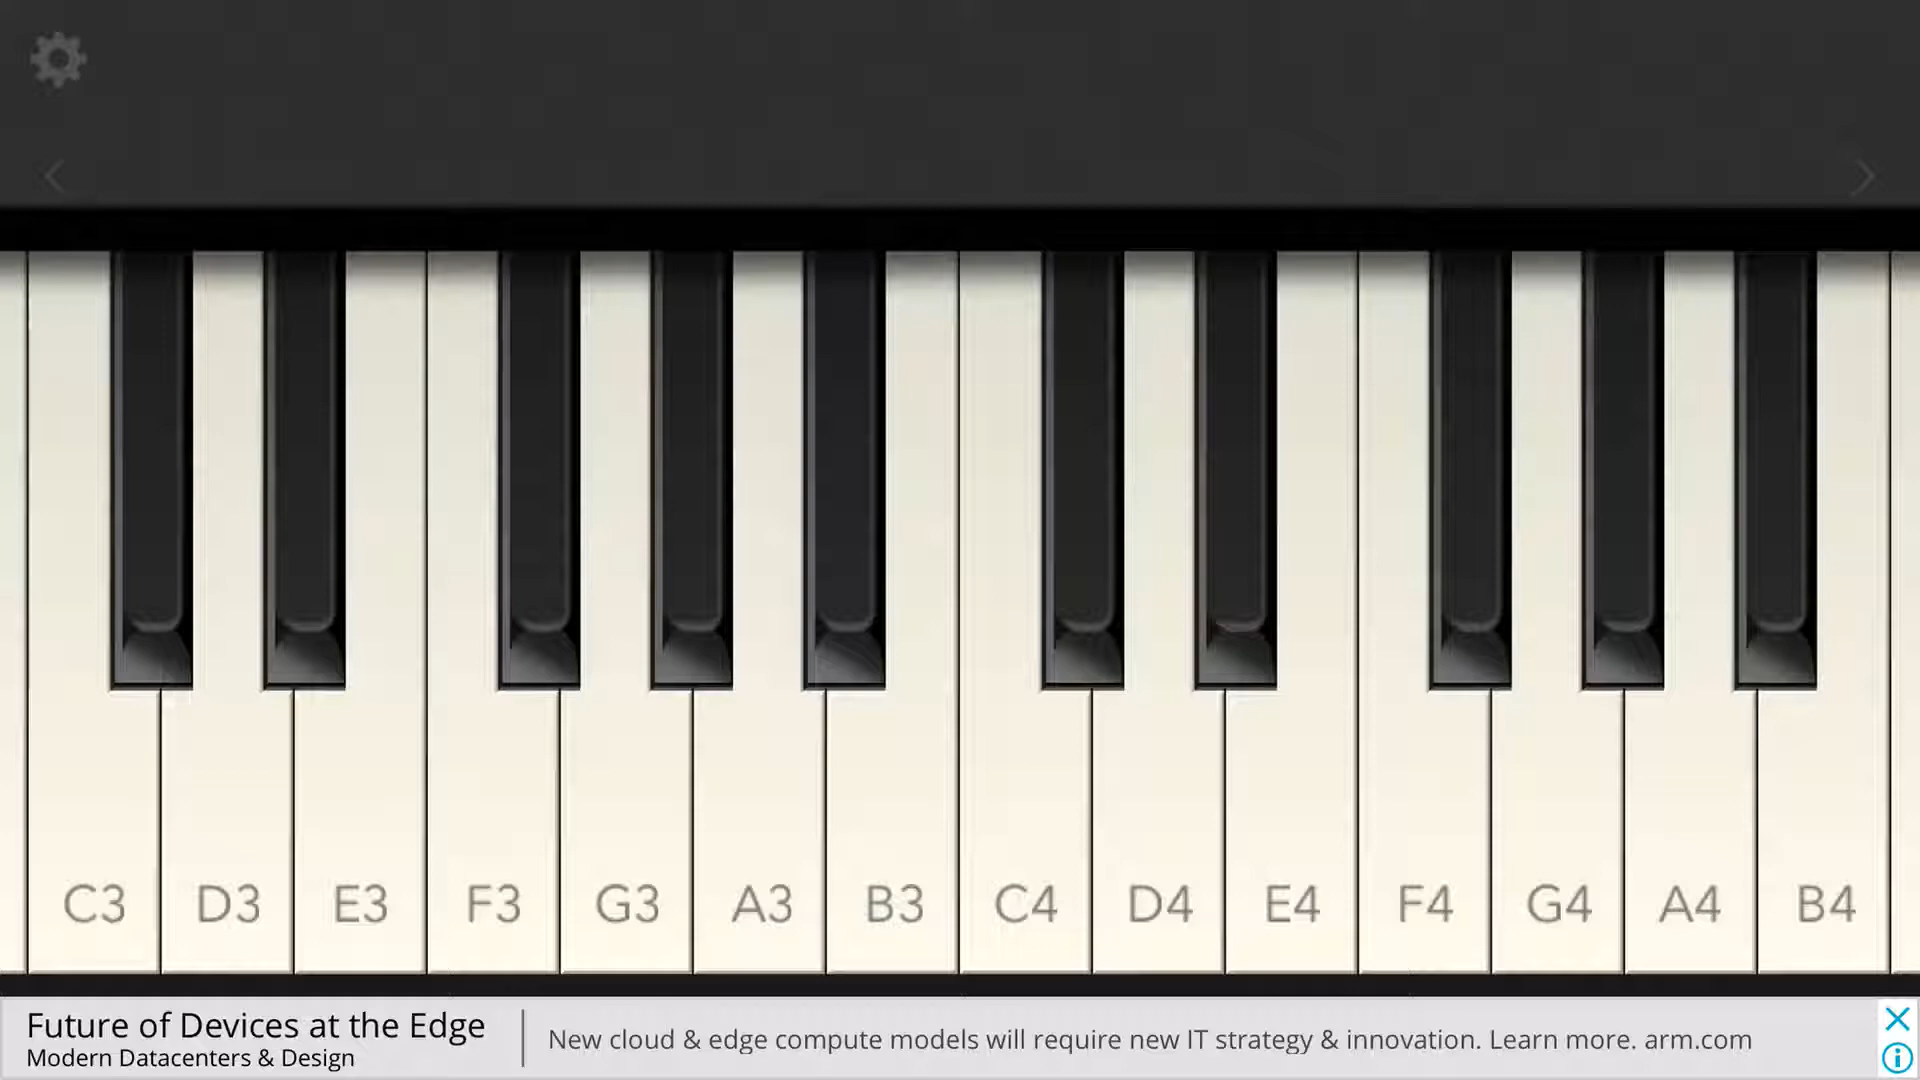 C3 D3 E3 F3 G3 A3 B3 C4 D4 E4 F4 G4 A4 B4
Future of Devices at the Edge
Modern Datacenters & Design
New cloud & edge compute models will require new IT strategy & innovation. Learn more. arm.com